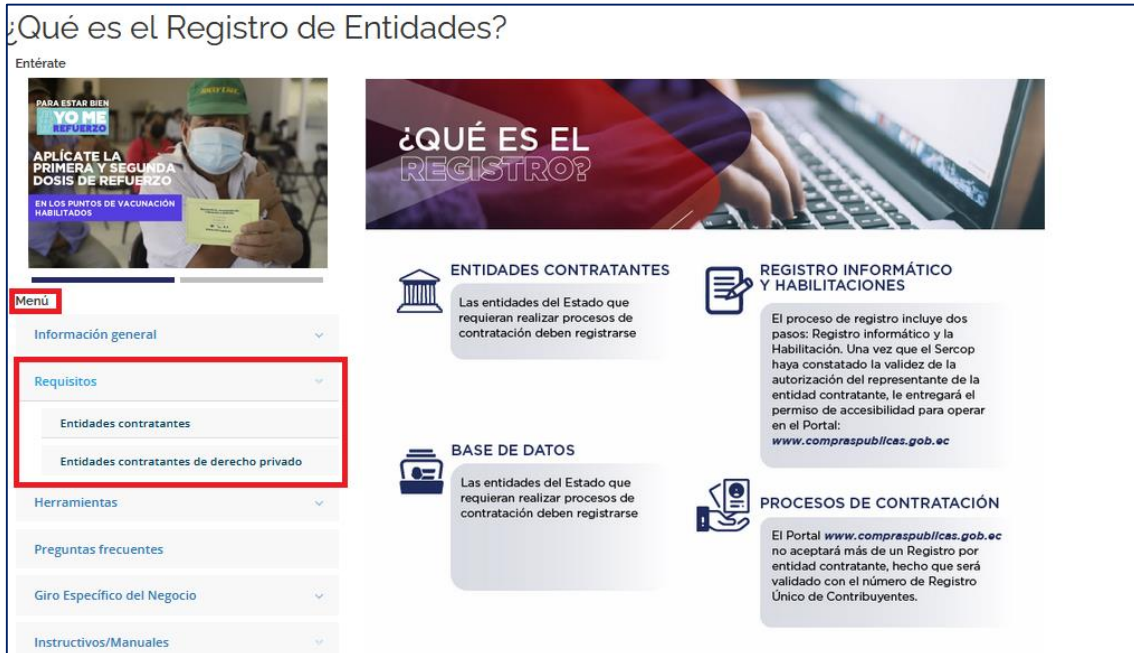 ¿Qué es el Registro de Entidades?
Entérate
PARA ESTAR BIEN
YO ME
REFUERZO
APLÍCATE LA
PRIMERA Y SEGUNDA
DOSIS DE REFUERZO
EN LOS PUNTOS DE VACUNACIÓN
HABILITADOS
Menú
Información general
Requisitos
Entidades contratantes
Entidades contratantes de derecho privado
Herramientas
Preguntas frecuentes
Giro Específico del Negocio
Instructivos/Manuales
¿QUÉ ES EL
REGISTRO?
ENTIDADES CONTRATANTES
Las entidades del Estado que
requieran realizar procesos de
contratación deben registrarse
REGISTRO INFORMÁTICO
Y HABILITACIONES
El proceso de registro incluye dos
pasos: Registro informático y la
Habilitación. Una vez que el Sercop
haya constatado la validez de la
autorización del representante de la
entidad contratante, le entregará el
permiso de accesibilidad para operar
en el Portal:
www.compraspublicas.gob.ec
BASE DE DATOS
Las entidades del Estado que
requieran realizar procesos de
contratación deben registrarse
PROCESOS DE CONTRATACIÓN
El Portal www.compraspublicas.gob.ec
no aceptará más de un Registro por
entidad contratante, hecho que será
validado con el número de Registro
Único de Contribuyentes.